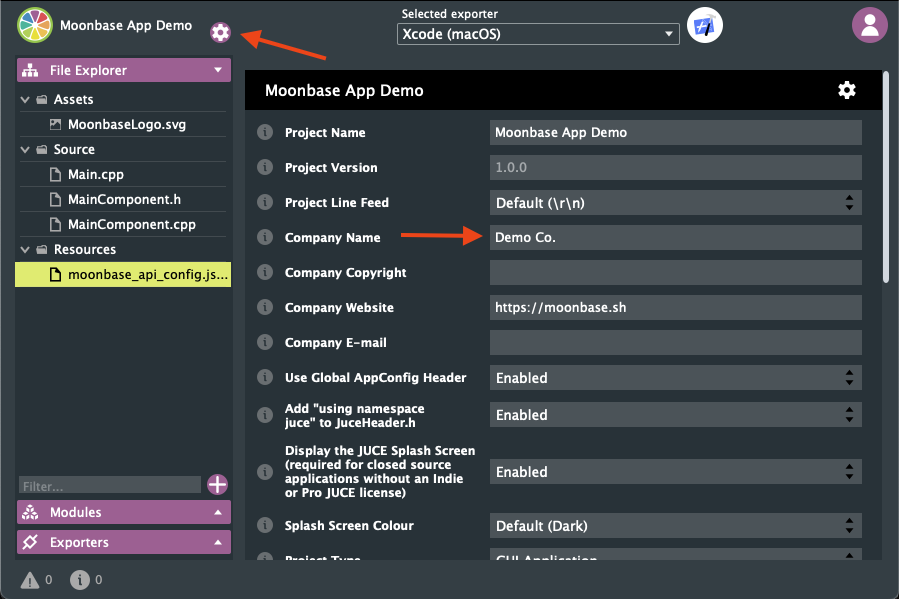 Moonbase App Demo
Selected exporter
Xcode (macOS)
File Explorer
Assets
MoonbaseLogo.svg
Source
Main.cpp
MainComponent.h
MainComponent.cpp
Resources
moonbase_api_config.js...
Filter...
Modules
Exporters
0
0
Moonbase App Demo
Project Name
Moonbase App Demo
Project Version
1.0.0
Project Line Feed
Default (\r\n)
Company Name
Demo Co.
Company Copyright
Company Website
https://moonbase.sh
Company E-mail
Use Global AppConfig Header
Enabled
Add "using namespace
juce" to JuceHeader.h
Enabled
Display the JUCE Splash Screen
(required for closed source
applications without an Indie
or Pro JUCE license)
Enabled
Splash Screen Colour
Default (Dark)
Project Type
GUI Application